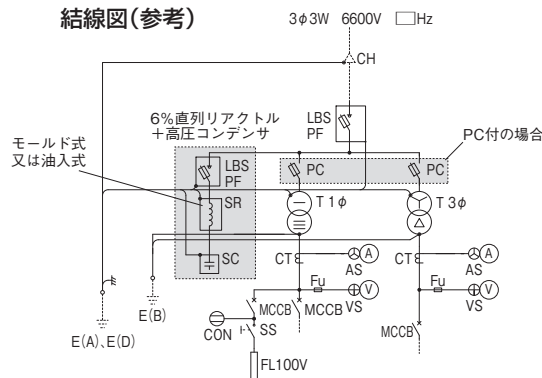 結線図(参考)
3φ3W 6600V □Hz
CH
6%直列リアクトル
+高圧コンデンサ
LBS
PF
モールド式
又は油入式
PC付の場合
LBS
PF
PC
PC
SR
T1φ
T3φ
SC
CT
A
AS
CT
A
AS
Fu
V
VS
Fu
V
VS
E(B)
MCCB
MCCB
MCCB
CON
SS
E(A)、E(D)
FL100V